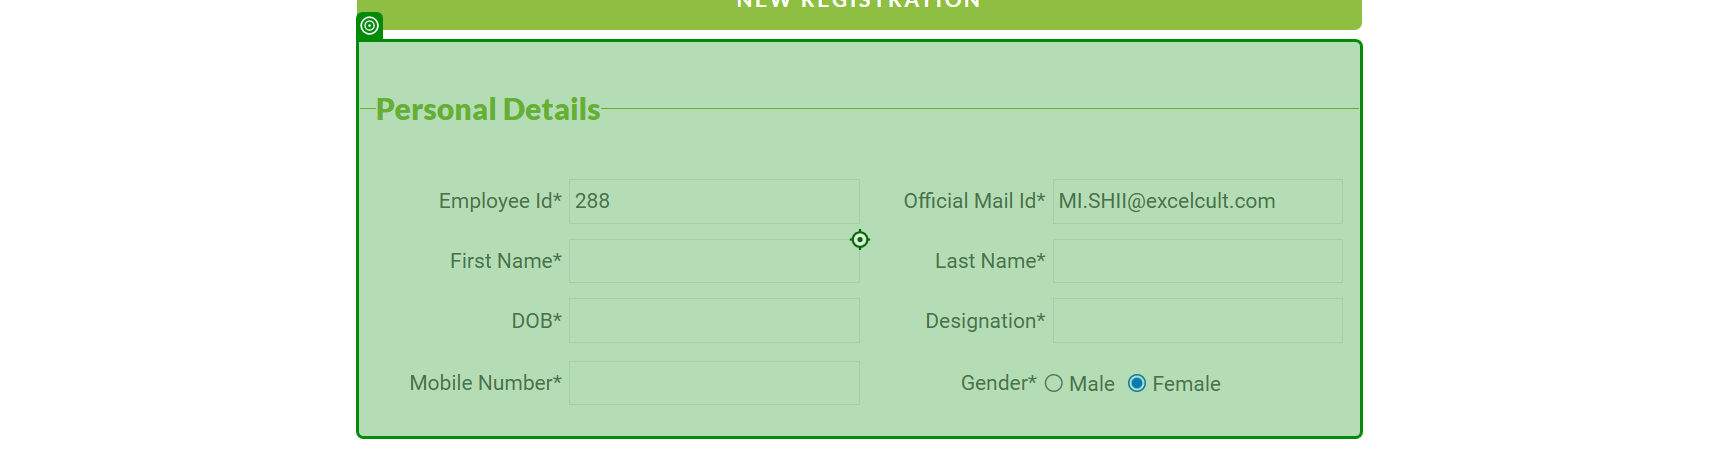 NEW REGISTRATION
Personal Details
Employee Id* 288 Official Mail Id* MI.SHII@excelcult.com
First Name* Last Name*
DOB* Designation*
Mobile Number* Gender* Male Female